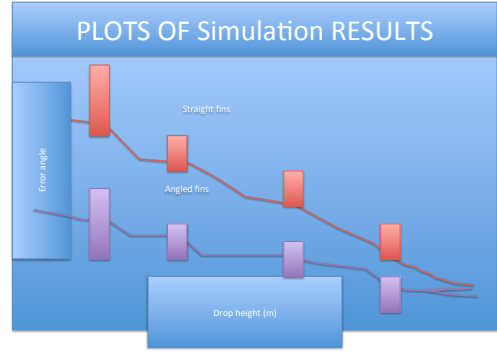 PLOTS OF Simulation RESULTS
Straight fins
Error angle
Angled fins
Drop height (m)